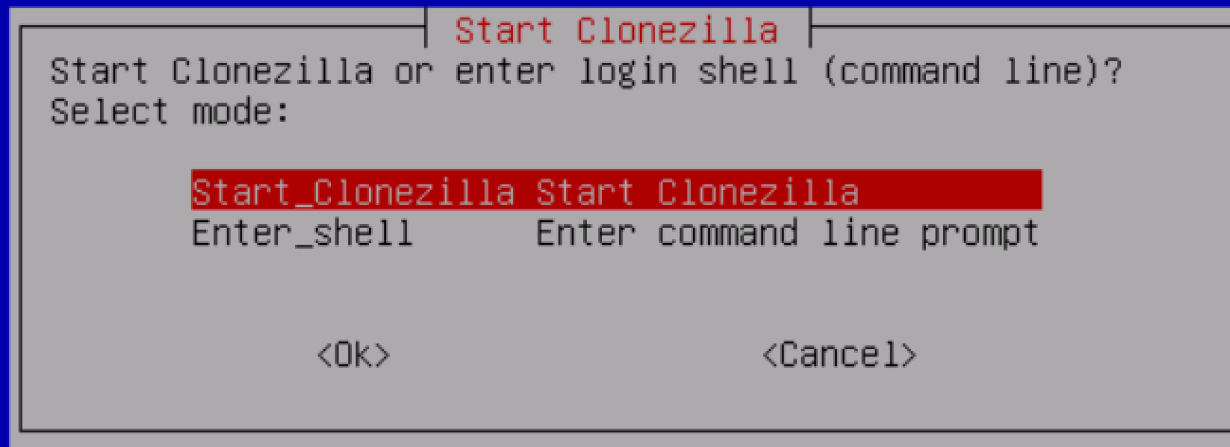 Start Clonezilla
Start Clonezilla or enter login shell (command line)?
Select mode:
Start_Clonezilla Start Clonezilla
Enter_shell Enter command line prompt
<Ok> <Cancel>